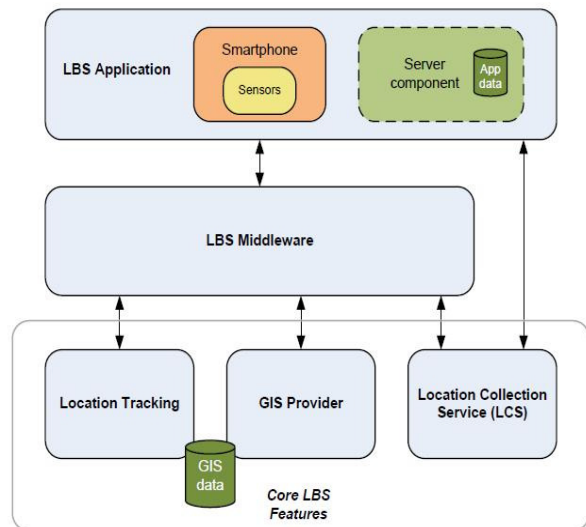 LBS Application
Smartphone
Sensors
Server
component
App
data
LBS Middleware
Location Tracking
GIS Provider
Location Collection
Service (LCS)
GIS
data
Core LBS
Features